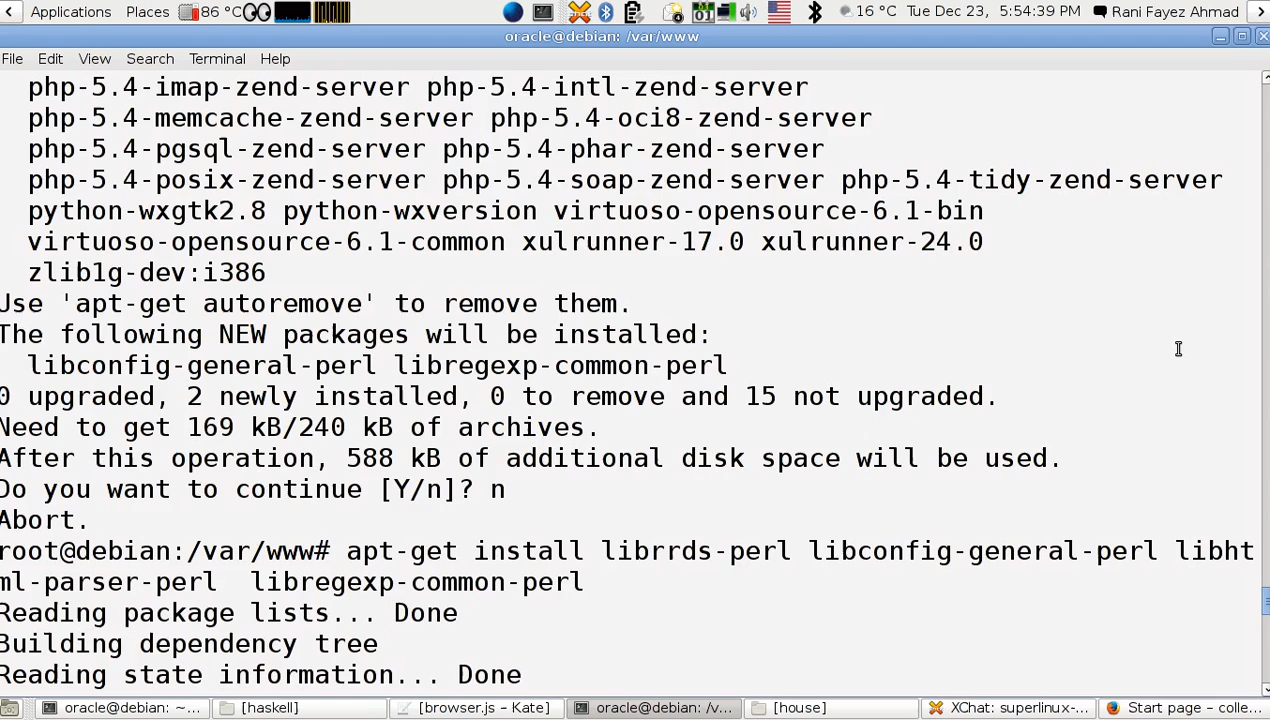 Applications Places 86 °C 01 16 °C Tue Dec 23, 5:54:39 PM Rani Fayez Ahmad
oracle@debian: /var/www
File Edit View Search Terminal Help
php-5.4-imap-zend-server php-5.4-intl-zend-server
php-5.4-memcache-zend-server php-5.4-oci8-zend-server
php-5.4-pgsql-zend-server php-5.4-phar-zend-server
php-5.4-posix-zend-server php-5.4-soap-zend-server php-5.4-tidy-zend-server
python-wxgtk2.8 python-wxversion virtuoso-opensource-6.1-bin
virtuoso-opensource-6.1-common xulrunner-17.0 xulrunner-24.0
zlib1g-dev:i386
Use 'apt-get autoremove' to remove them.
The following NEW packages will be installed:
libconfig-general-perl libregexp-common-perl
0 upgraded, 2 newly installed, 0 to remove and 15 not upgraded.
Need to get 169 kB/240 kB of archives.
After this operation, 588 kB of additional disk space will be used.
Do you want to continue [Y/n]? n
Abort.
root@debian:/var/www# apt-get install librrds-perl libconfig-general-perl libht
ml-parser-perl  libregexp-common-perl
Reading package lists... Done
Building dependency tree
Reading state information... Done
oracle@debian: ~... [haskell] [browser.js – Kate] oracle@debian: /v... [house] XChat: superlinux-... Start page – colle...